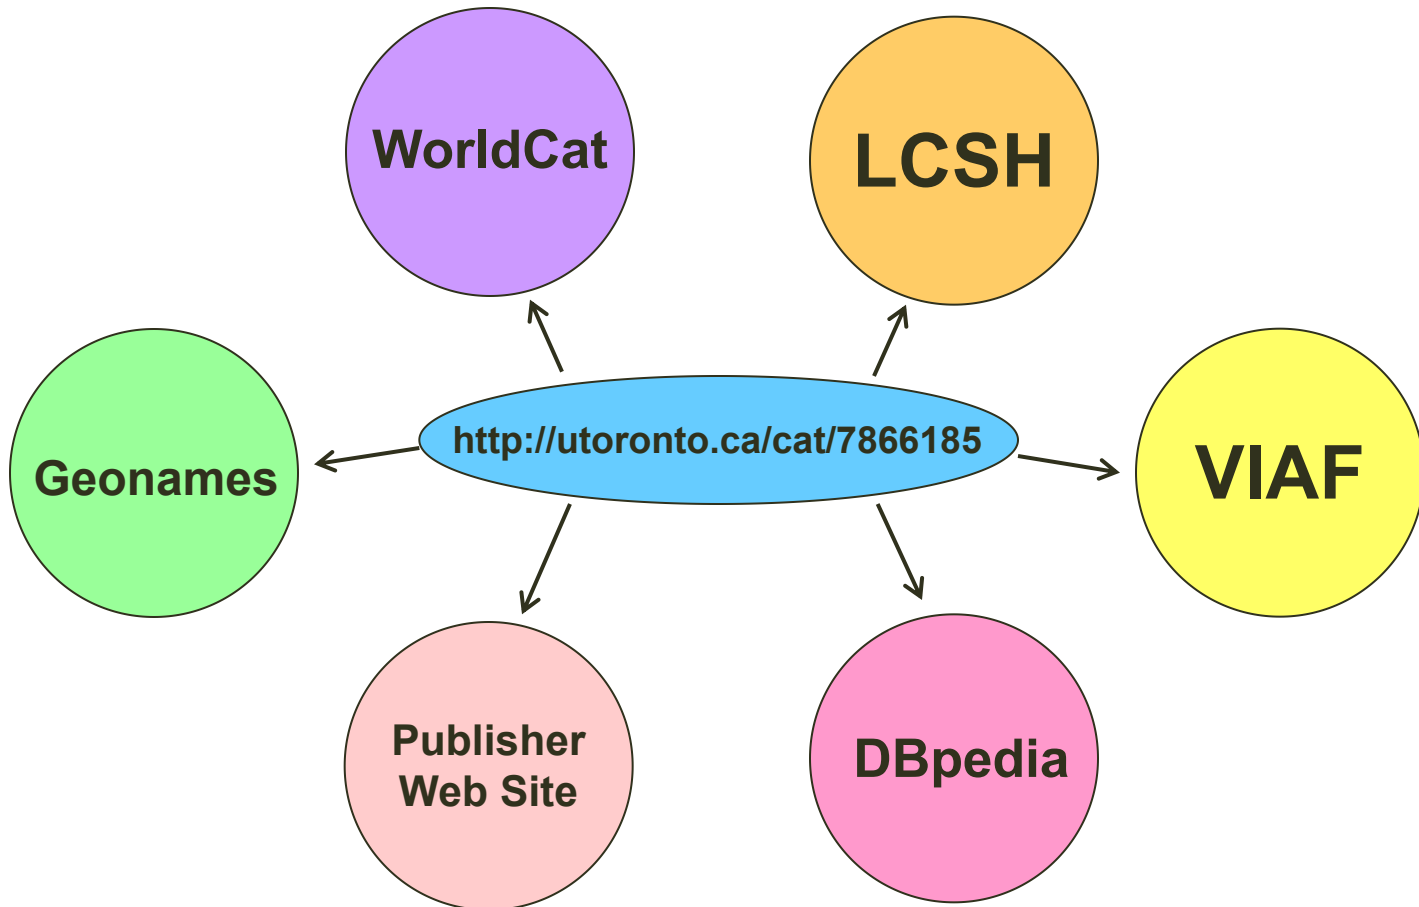 WorldCat
LCSH
http://utoronto.ca/cat/7866185
Geonames
VIAF
Publisher
Web Site
DBpedia